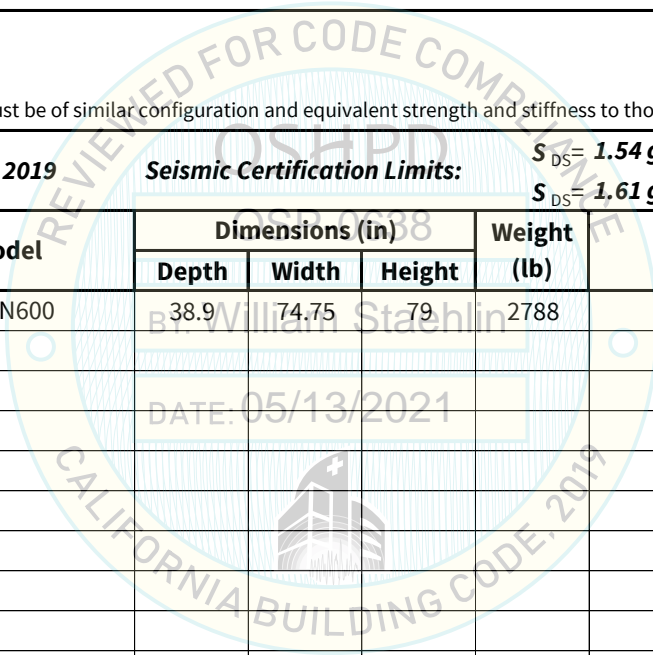 ust be of similar configuration and equivalent strength and stiffness to tho
2019 Seismic Certification Limits: S DS= 1.54 g
S DS= 1.61 g
odel Dimensions (in) Weight (lb)
Depth Width Height
N600 38.9 74.75 79 2788
REVIEWED FOR CODE COMPLIANCE
OSHPD
OSP-0638
BY: William Staehlin
DATE: 05/13/2021
CALIFORNIA BUILDING CODE, 2019